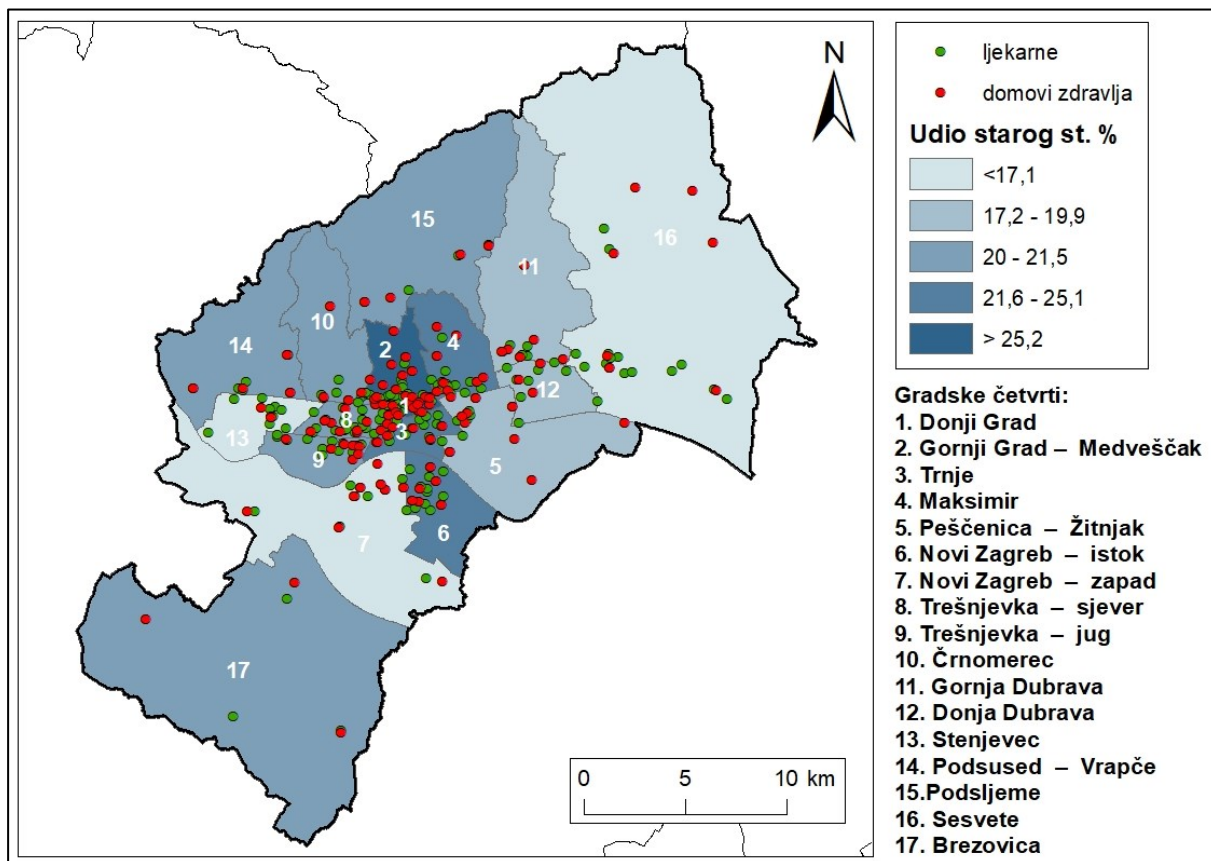 N
ljekarne
domovi zdravlja
Udio starog st. %
<17,1
17,2 - 19,9
20 - 21,5
21,6 - 25,1
> 25,2
Gradske četvrti:
1. Donji Grad
2. Gornji Grad – Medveščak
3. Trnje
4. Maksimir
5. Peščenica – Žitnjak
6. Novi Zagreb – istok
7. Novi Zagreb – zapad
8. Trešnjevka – sjever
9. Trešnjevka – jug
10. Črnomerec
11. Gornja Dubrava
12. Donja Dubrava
13. Stenjevec
14. Podsused – Vrapče
15.Podsljeme
16. Sesvete
17. Brezovica
15
16
11
10
14
2
4
12
1
8
3
13
9
5
6
7
17
0 5 10 km